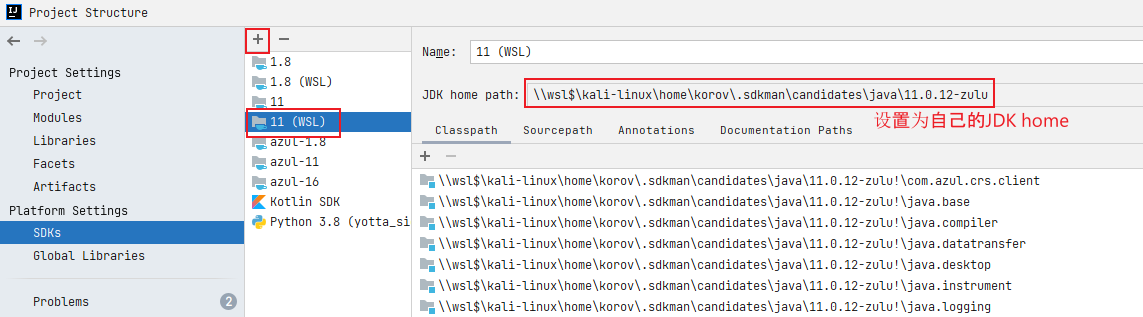 Project Structure
Project Settings
Project
Modules
Libraries
Facets
Artifacts
Platform Settings
SDKs
Global Libraries
Problems
2
1.8
1.8 (WSL)
11
11 (WSL)
azul-1.8
azul-11
azul-16
Kotlin SDK
Python 3.8 (yotta_si
Name: 11 (WSL)
JDK home path: \\wsl$\kali-linux\home\korov\.sdkman\candidates\java\11.0.12-zulu
设置为自己的JDK home
Classpath Sourcepath Annotations Documentation Paths
\\wsl$\kali-linux\home\korov\.sdkman\candidates\java\11.0.12-zulu!\com.azul.crs.client
\\wsl$\kali-linux\home\korov\.sdkman\candidates\java\11.0.12-zulu!\java.base
\\wsl$\kali-linux\home\korov\.sdkman\candidates\java\11.0.12-zulu!\java.compiler
\\wsl$\kali-linux\home\korov\.sdkman\candidates\java\11.0.12-zulu!\java.datatransfer
\\wsl$\kali-linux\home\korov\.sdkman\candidates\java\11.0.12-zulu!\java.desktop
\\wsl$\kali-linux\home\korov\.sdkman\candidates\java\11.0.12-zulu!\java.instrument
\\wsl$\kali-linux\home\korov\.sdkman\candidates\java\11.0.12-zulu!\java.logging